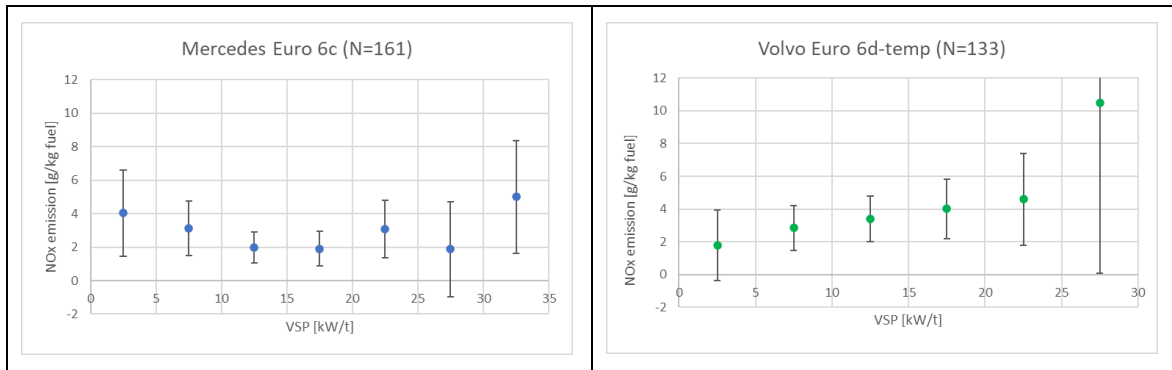 Mercedes Euro 6c (N=161)
12
10
8
6
4
2
0
-2
0 5 10 15 20 25 30 35
NOx emission [g/kg fuel]
VSP [kW/t]
Volvo Euro 6d-temp (N=133)
12
10
8
6
4
2
0
-2
0 5 10 15 20 25 30
NOx emission [g/kg fuel]
VSP [kW/t]